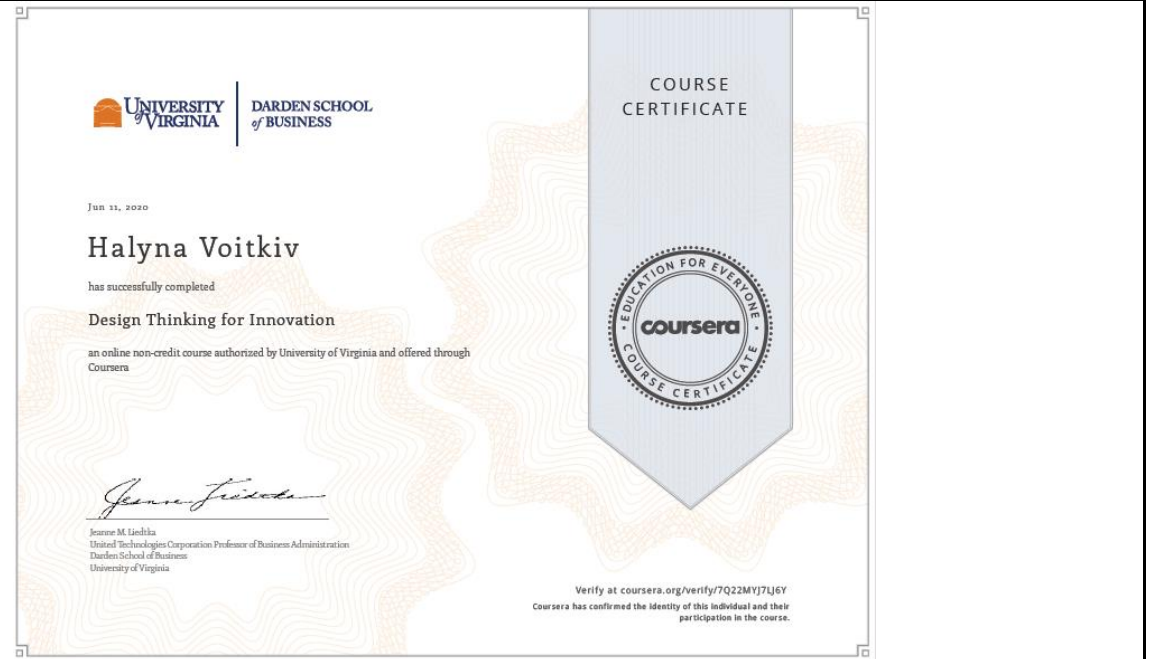 UNIVERSITY
of VIRGINIA
DARDEN SCHOOL
of BUSINESS
COURSE
CERTIFICATE
Jun 11, 2020
Halyna Voitkiv
has successfully completed
Design Thinking for Innovation
an online non-credit course authorized by University of Virginia and offered through
Coursera
EDUCATION FOR EVERYONE
coursera
COURSE CERTIFICATE
Jeanne Liedtka
Jeanne M. Liedtka
United Technologies Corporation Professor of Business Administration
Darden School of Business
University of Virginia
Verify at coursera.org/verify/7Q22MYJ7LJ6Y
Coursera has confirmed the identity of this individual and their
participation in the course.